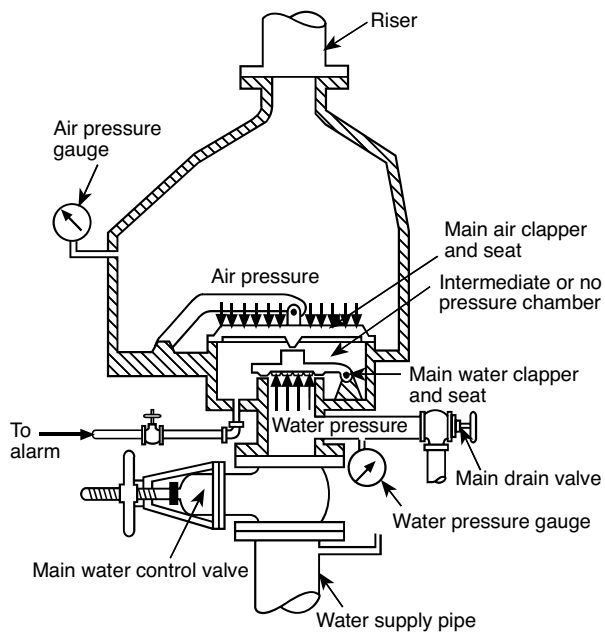 Riser
Air pressure
gauge
Main air clapper
and seat
Air pressure
Intermediate or no
pressure chamber
Main water clapper
and seat
To
alarm
Water pressure
Main drain valve
Water pressure gauge
Main water control valve
Water supply pipe